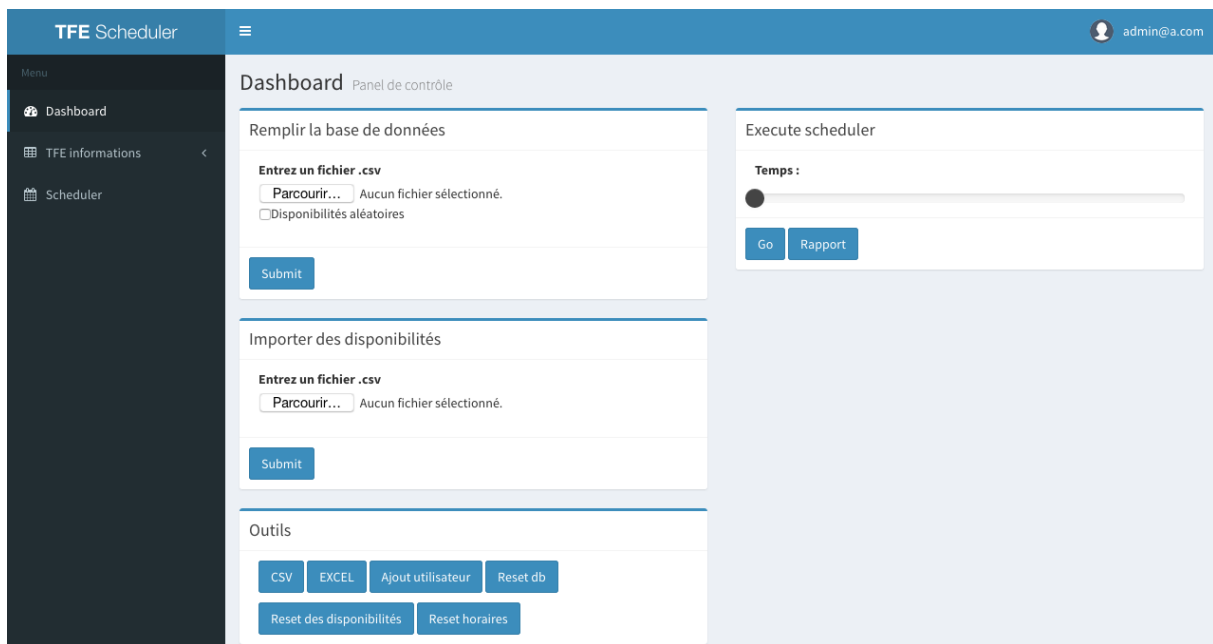 TFE Scheduler
admin@a.com
Menu
Dashboard
TFE informations
Scheduler
Dashboard Panel de contrôle
Remplir la base de données
Entrez un fichier .csv
Parcourir... Aucun fichier sélectionné.
Disponibilités aléatoires
Submit
Importer des disponibilités
Entrez un fichier .csv
Parcourir... Aucun fichier sélectionné.
Submit
Outils
CSV EXCEL Ajout utilisateur Reset db
Reset des disponibilités Reset horaires
Execute scheduler
Temps :
Go Rapport